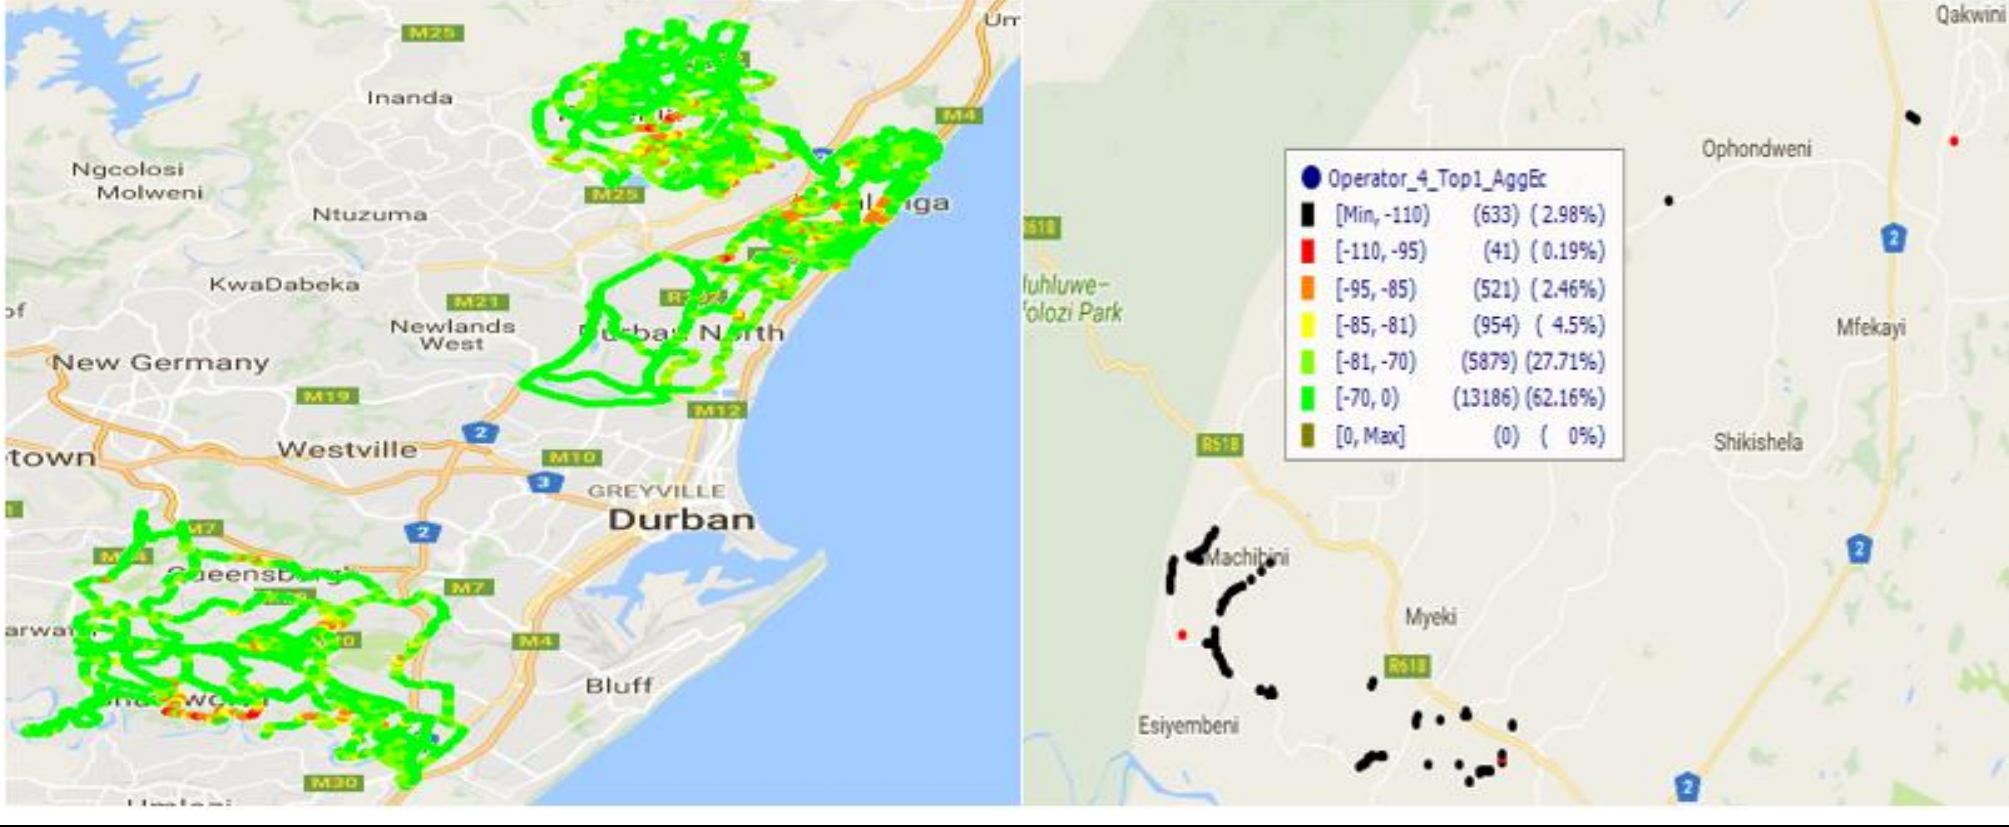 M25
Inanda
M4
Ngcolosi
Molweni
M25
Ntuzuma
KwaDabeka
M21
Newlands
West
Durban North
New Germany
M19
M12
2
Westville
M10
3
GREYVILLE
Durban
2
M7
Queensburgh
M7
M4
Bluff
M30
Qakwini
Ophondweni
R618
2
Mfekayi
Shikishela
R618
Machibini
2
Myeki
R618
Esiyembeni
2
Operator_4_Top1_AggEc
[Min, -110) (633) ( 2.98%)
[-110, -95) (41) ( 0.19%)
[-95, -85) (521) ( 2.46%)
[-85, -81) (954) ( 4.5%)
[-81, -70) (5879) (27.71%)
[-70, 0) (13186) (62.16%)
[0, Max] (0) ( 0%)